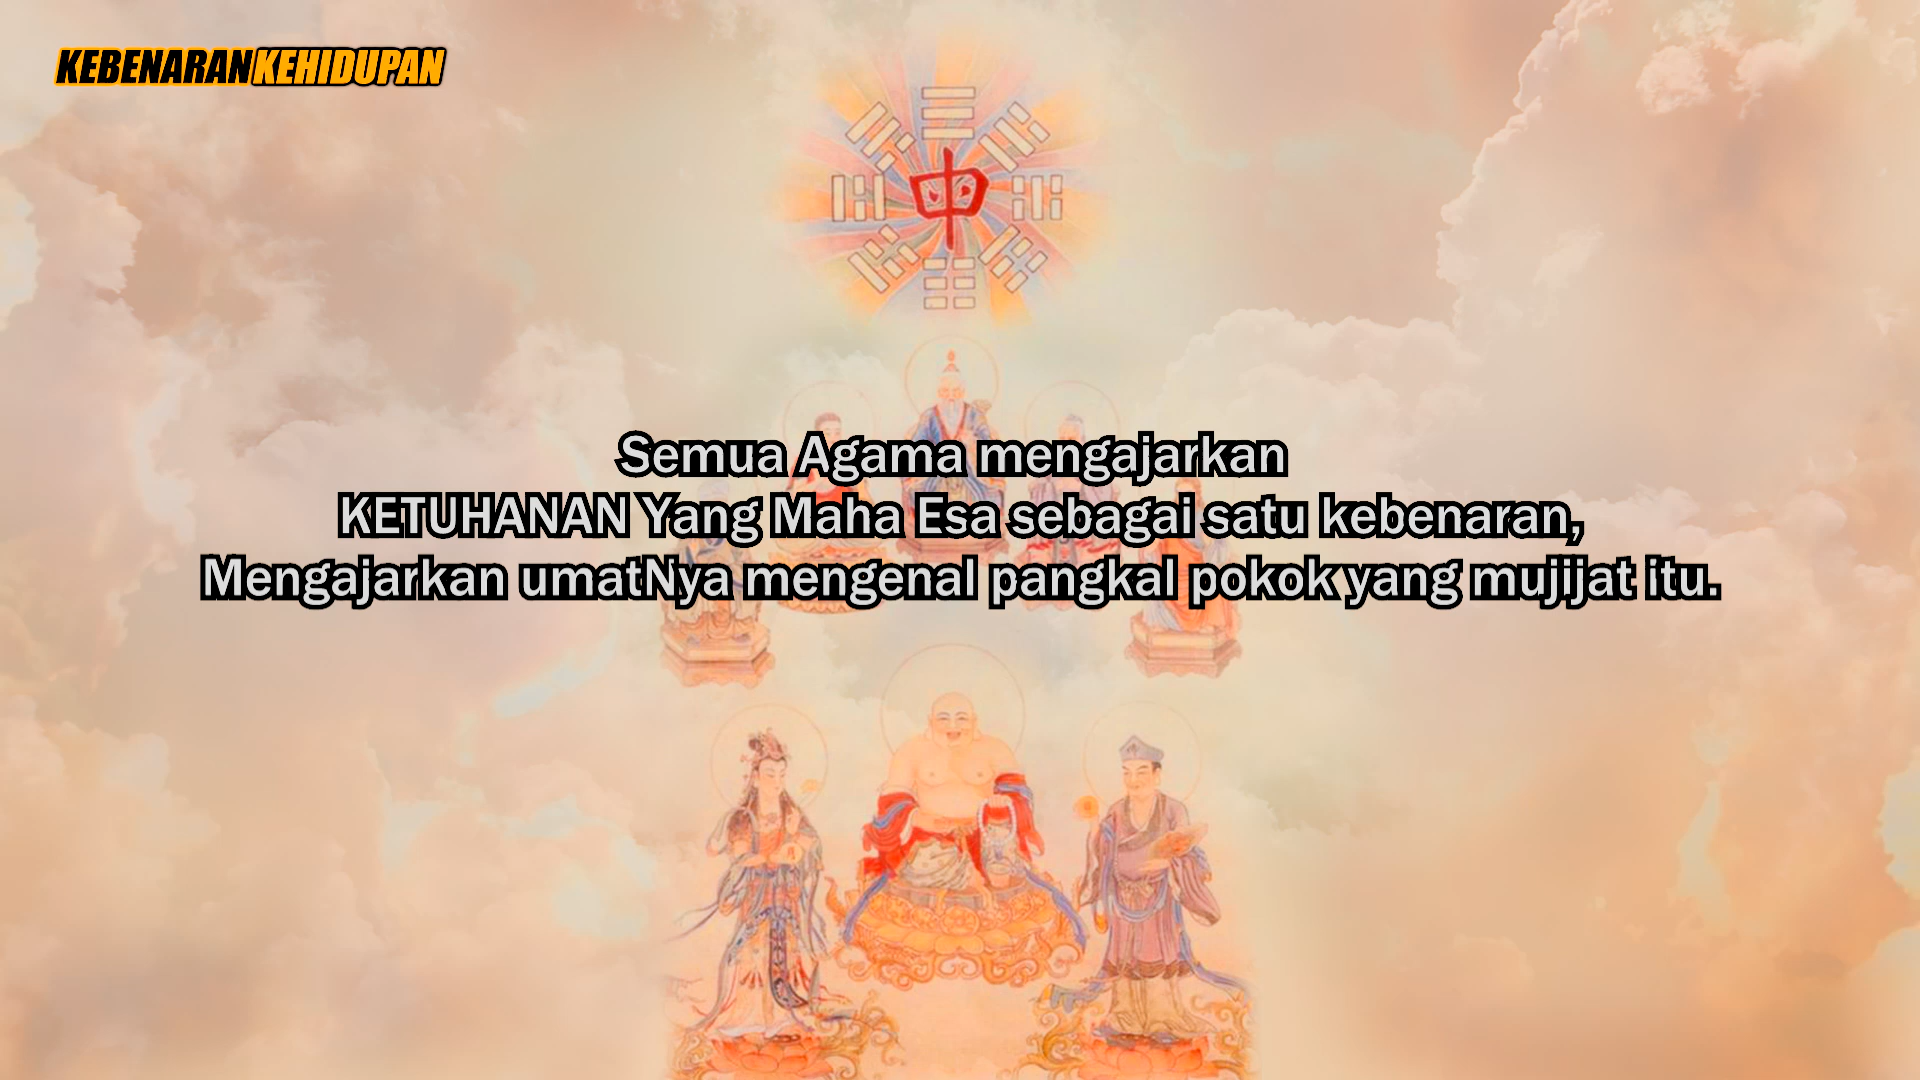 KEBENARANKEHIDUPAN
申
Semua Agama mengajarkan
KETUHANAN Yang Maha Esa sebagai satu kebenaran,
Mengajarkan umatNya mengenal pangkal pokok yang mujijat itu.